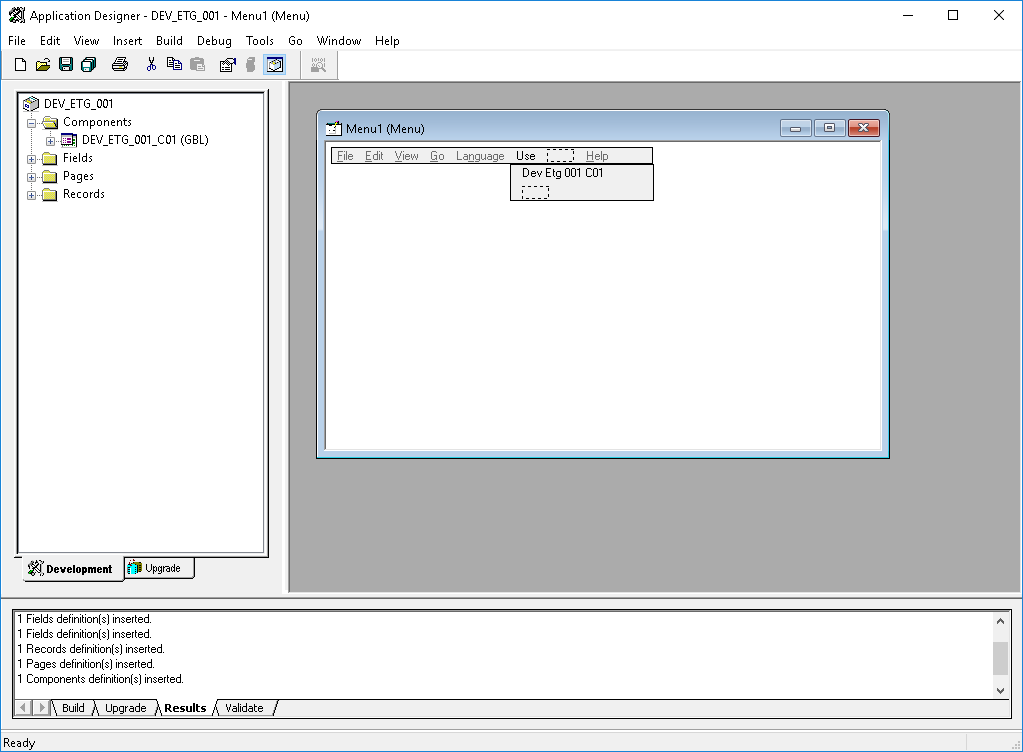 Application Designer - DEV_ETG_001 - Menu1 (Menu)
File Edit View Insert Build Debug Tools Go Window Help
DEV_ETG_001
Components
DEV_ETG_001_C01 (GBL)
Fields
Pages
Records
Development Upgrade
Menu1 (Menu)
File Edit View Go Language Use Help
Dev Etg 001 C01
1 Fields definition(s) inserted.
1 Fields definition(s) inserted.
1 Records definition(s) inserted.
1 Pages definition(s) inserted.
1 Components definition(s) inserted.
Build Upgrade Results Validate
Ready